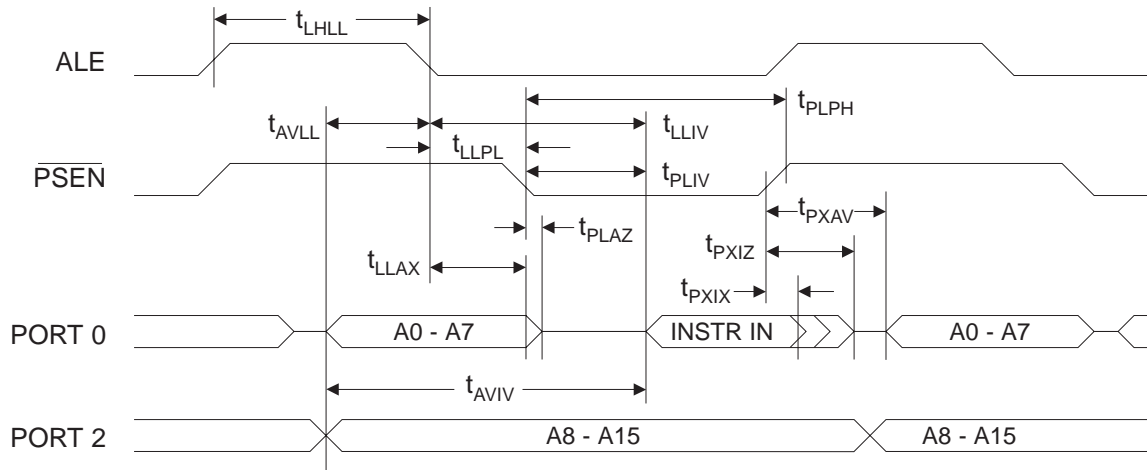 tLHLL
ALE
tPLPH
tAVLL
tLLIV
tLLPL
PSEN
tPLIV
tPXAV
tPLAZ
tPXIZ
tLLAX
tPXIX
PORT 0
A0 - A7
INSTR IN
A0 - A7
tAVIV
PORT 2
A8 - A15
A8 - A15